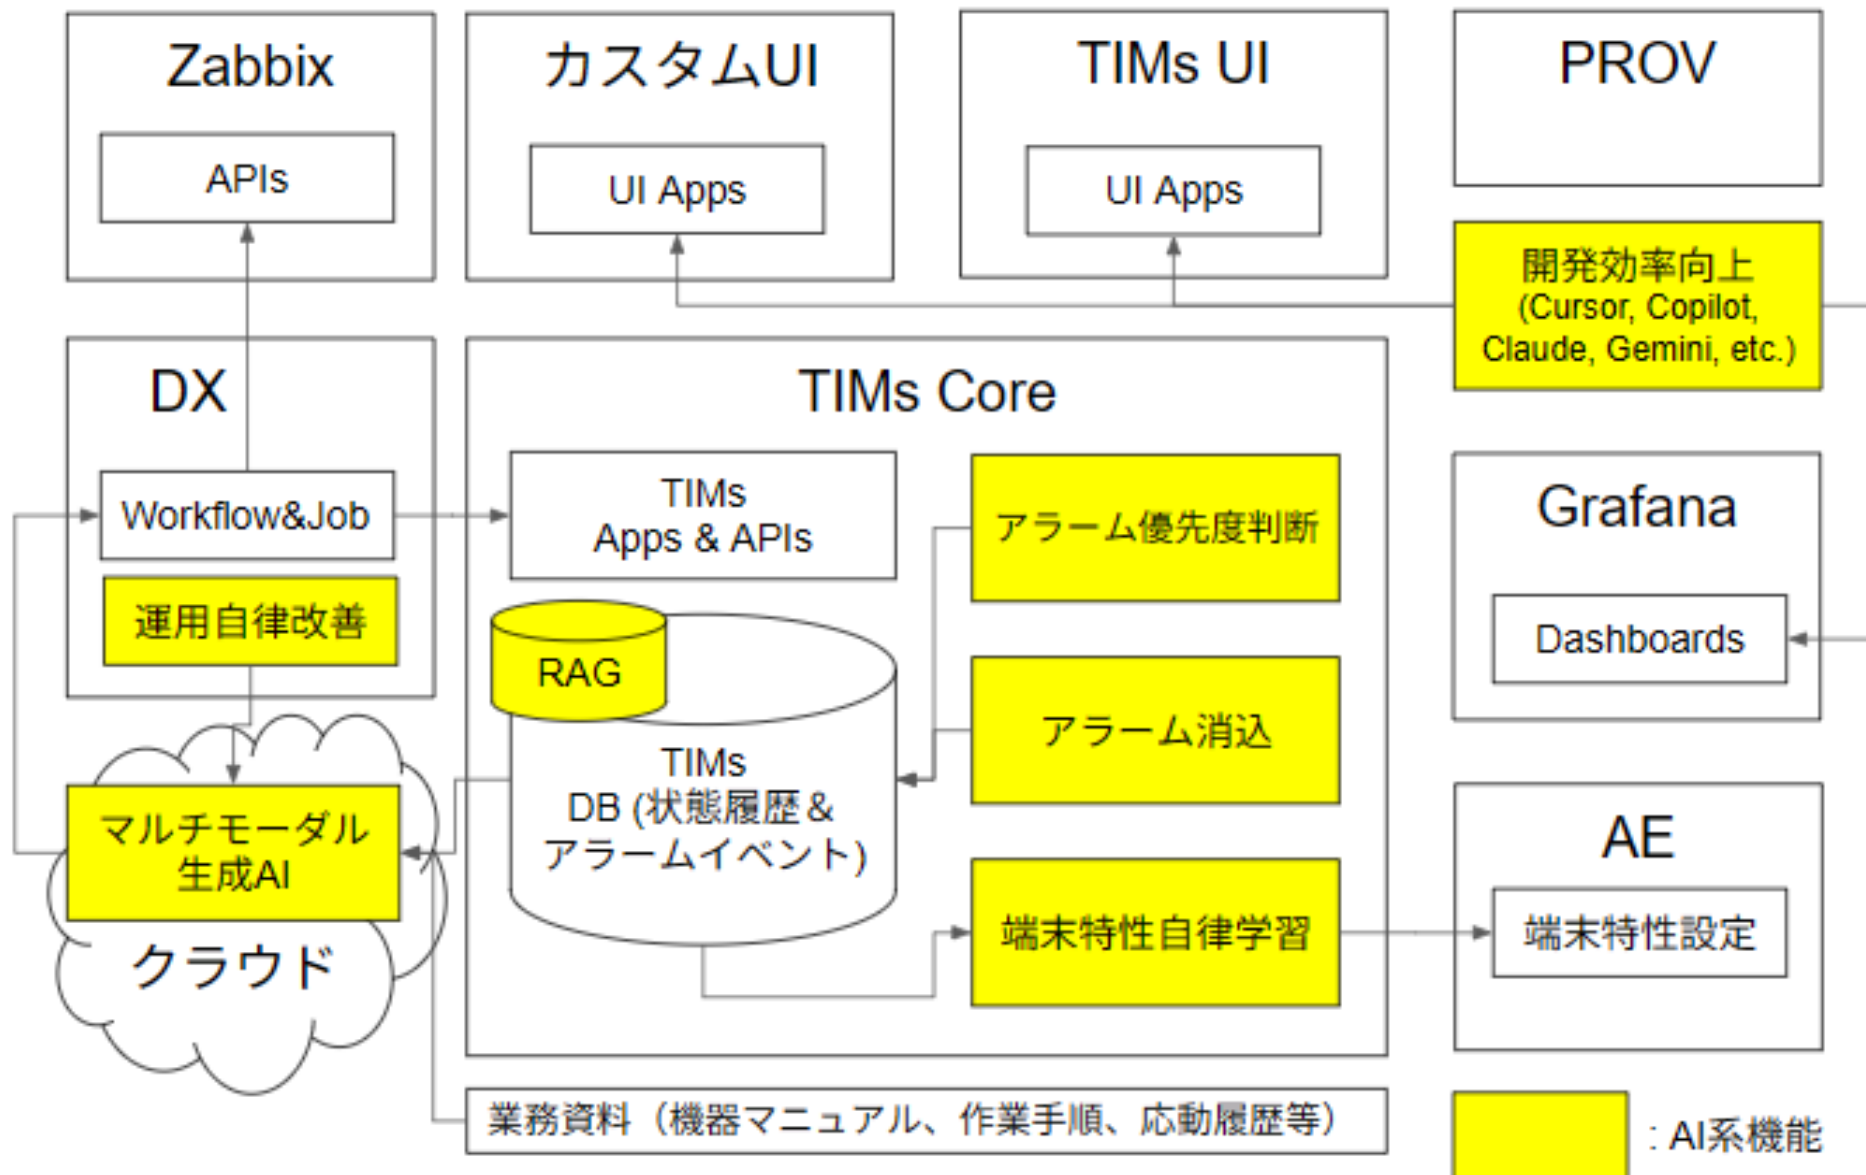 Zabbix
APIs
カスタムUI
UI Apps
TIMs UI
UI Apps
PROV
開発効率向上
(Cursor, Copilot,
Claude, Gemini, etc.)
DX
Workflow&Job
運用自律改善
TIMs Core
TIMs
Apps & APIs
アラーム優先度判断
RAG
アラーム消込
TIMs
DB (状態履歴&
アラームイベント)
端末特性自律学習
Grafana
Dashboards
AE
端末特性設定
マルチモーダル
生成AI
クラウド
業務資料（機器マニュアル、作業手順、応動履歴等）
: AI系機能